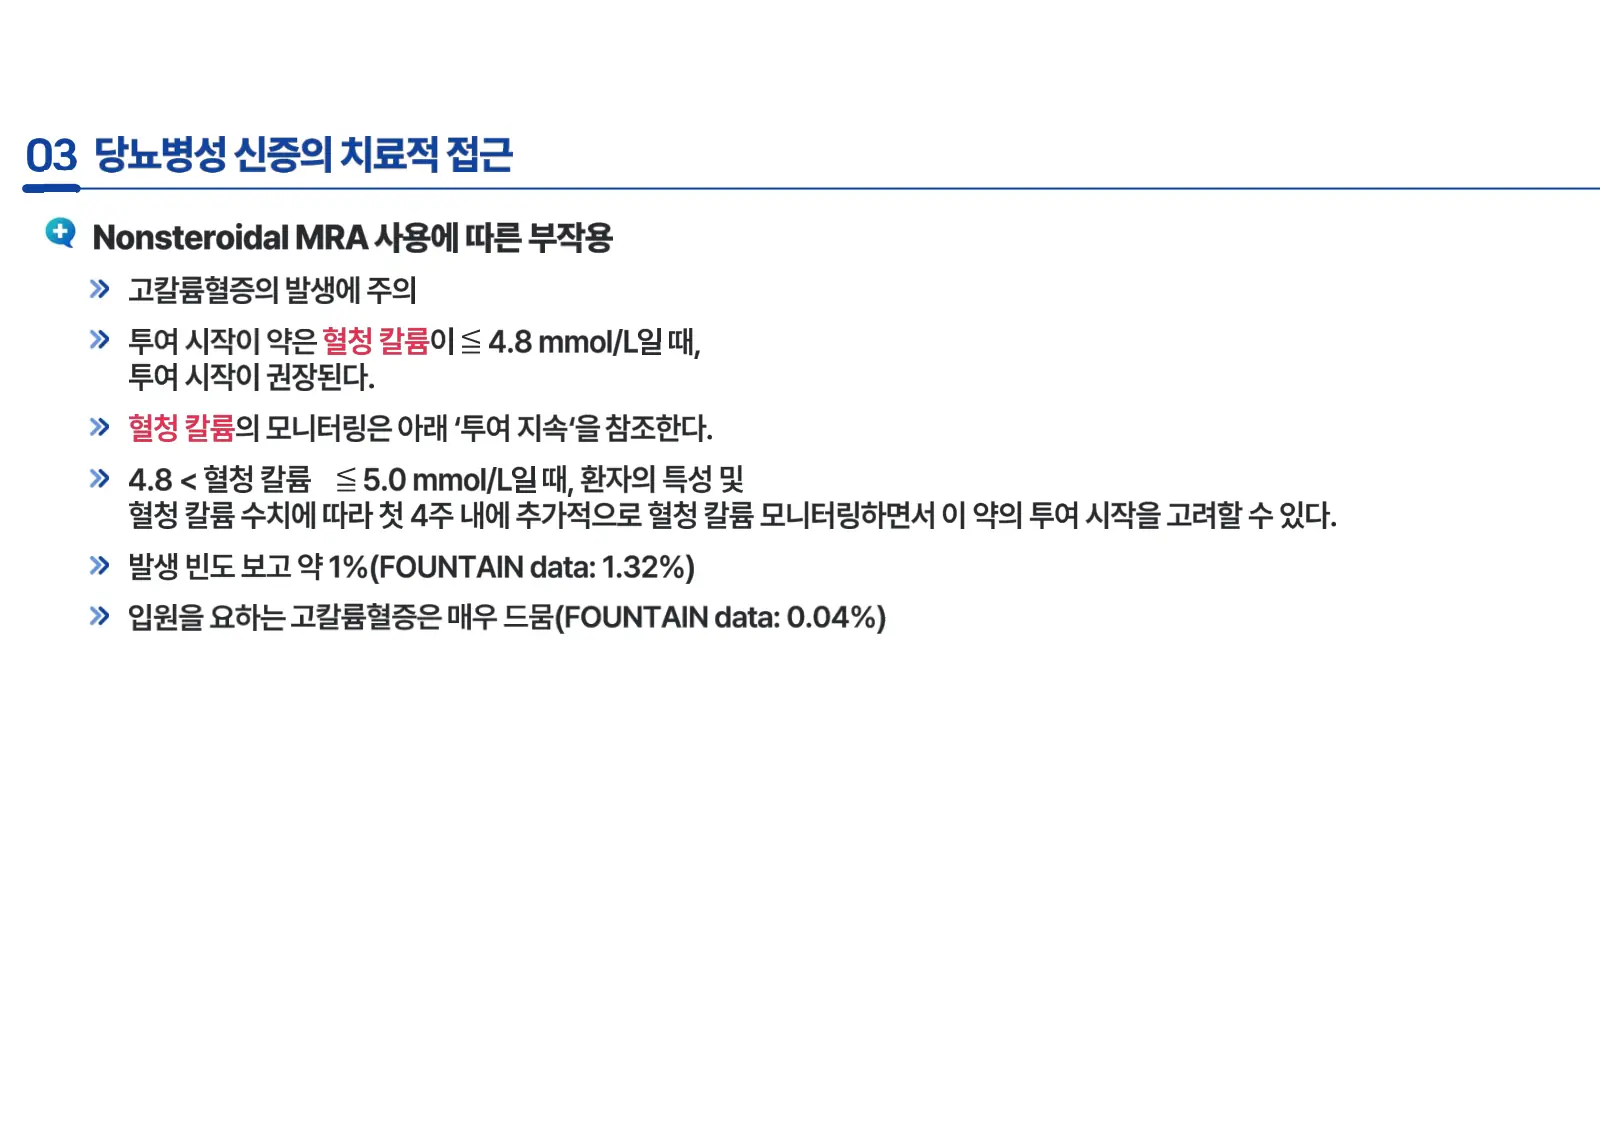 03 당뇨병성 신증의 치료적 접근
Nonsteroidal MRA 사용에 따른 부작용
고칼륨혈증의 발생에 주의
투여 시작이 약은 혈청 칼륨이 ≦ 4.8 mmol/L일 때,
투여 시작이 권장된다.
혈청 칼륨의 모니터링은 아래 ‘투여 지속‘을 참조한다.
4.8 < 혈청 칼륨 ≦ 5.0 mmol/L일 때, 환자의 특성 및
혈청 칼륨 수치에 따라 첫 4주 내에 추가적으로 혈청 칼륨 모니터링하면서 이 약의 투여 시작을 고려할 수 있다.
발생 빈도 보고 약 1%(FOUNTAIN data: 1.32%)
입원을 요하는 고칼륨혈증은 매우 드뭄(FOUNTAIN data: 0.04%)